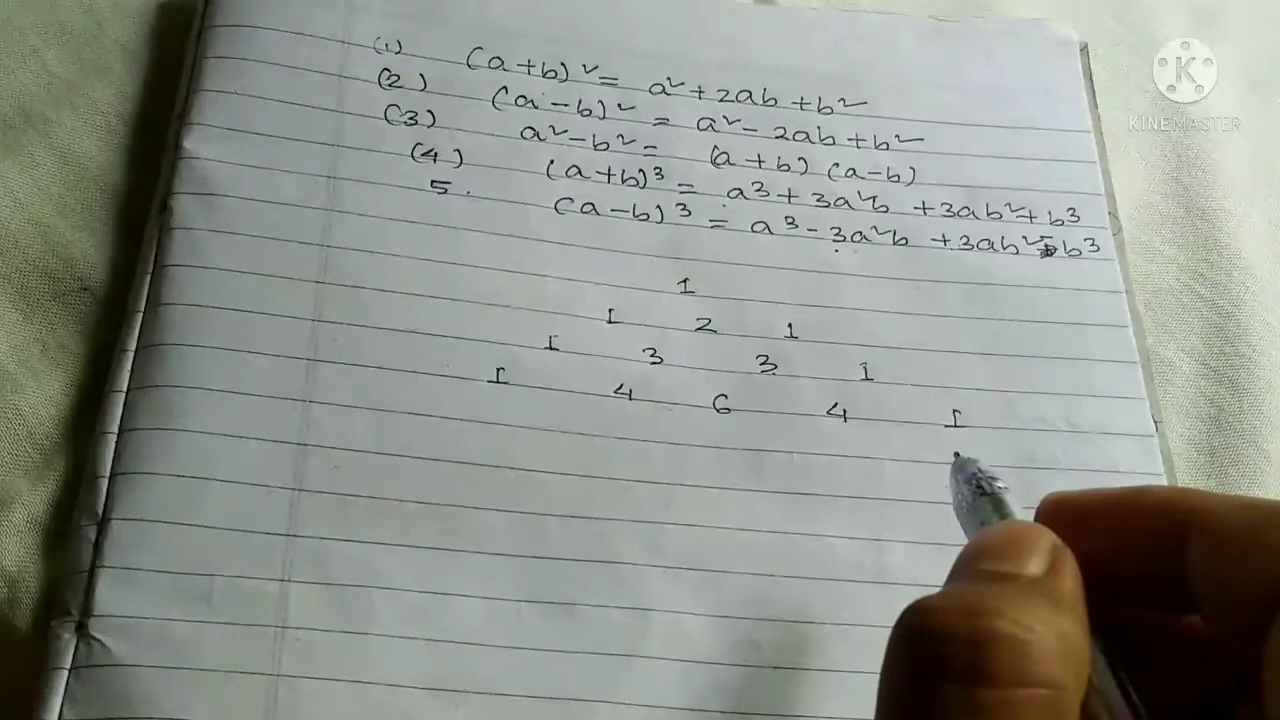 (1) (a+b)² = a²+2ab+b²
(2) (a-b)² = a²-2ab+b²
(3) a²-b² = (a+b) (a-b)
(4) (a+b)³ = a³+3a²b+3ab²+b³
5. (a-b)³ = a³-3a²b+3ab²-b³
1
1 2 1
1 3 3 1
1 4 6 4 1
K
KINEMASTER